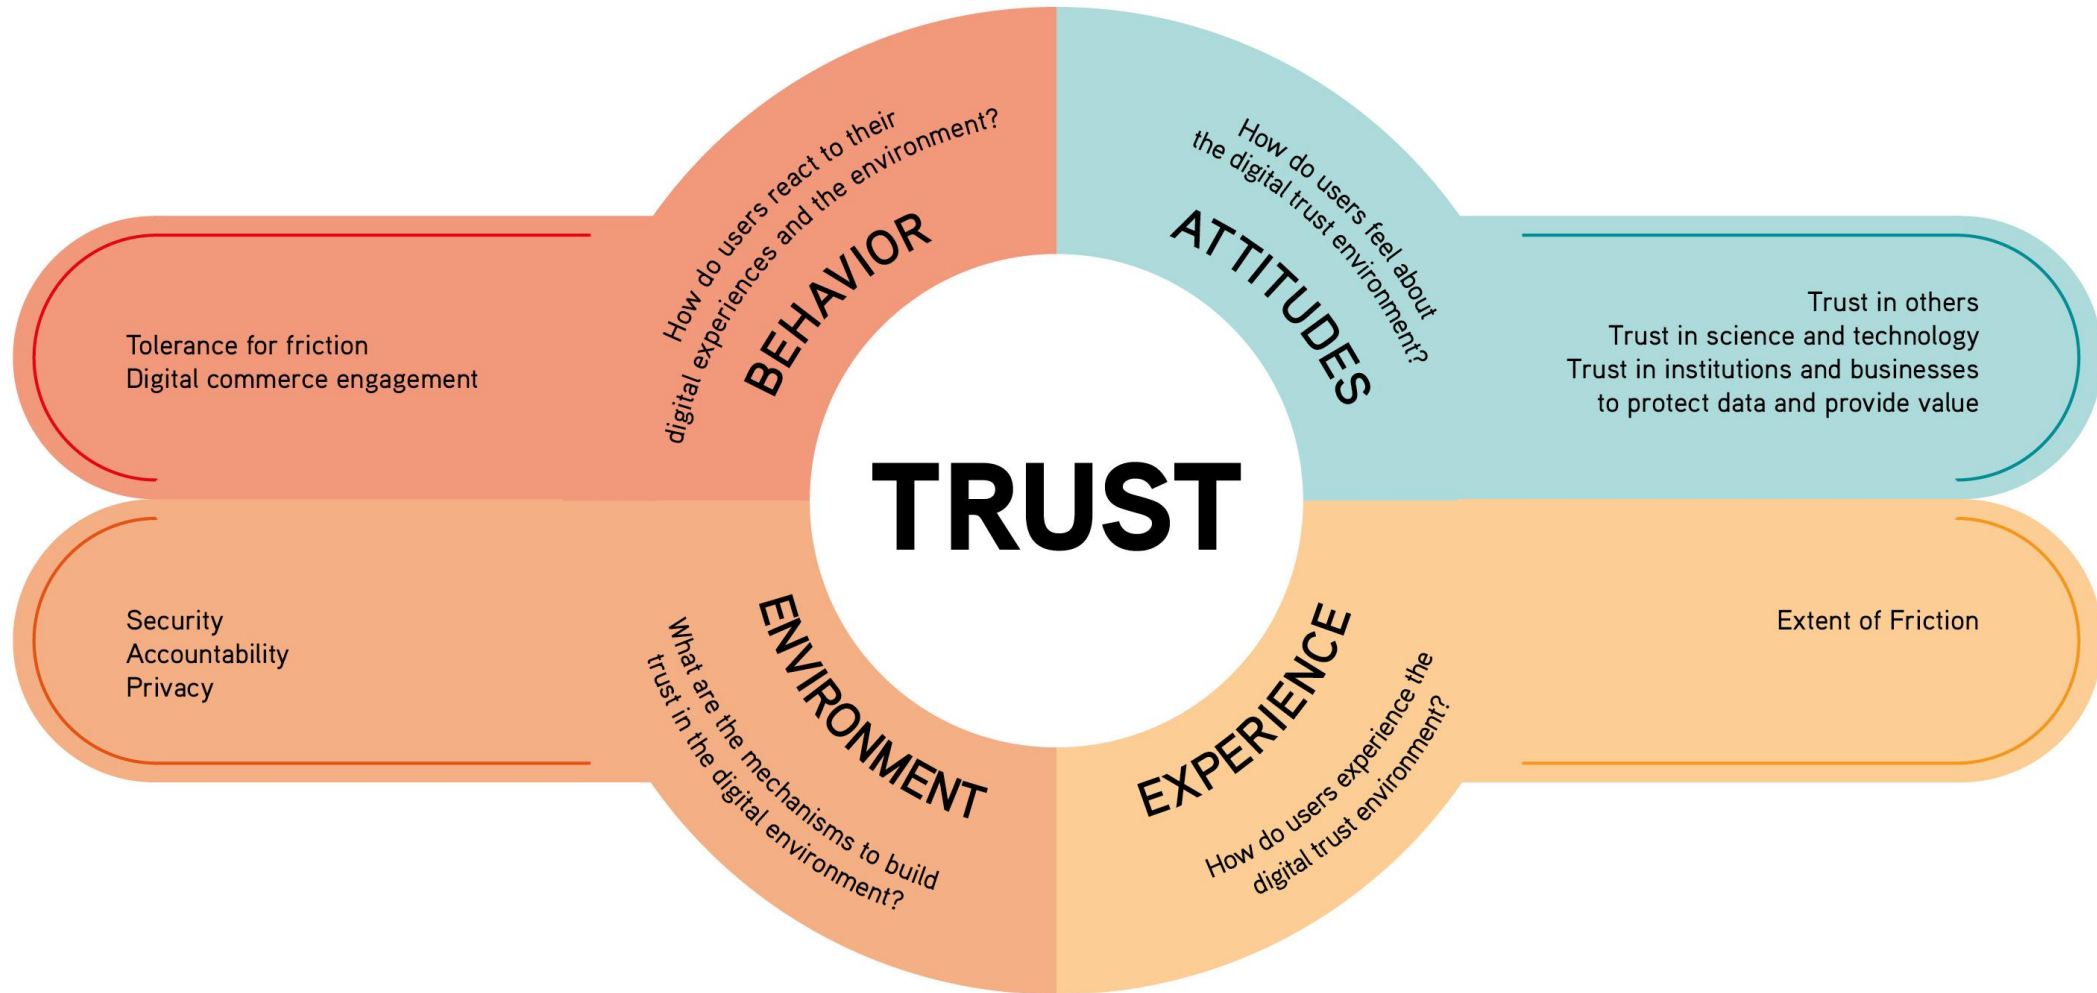 How do users react to their
digital experiences and the environment?
BEHAVIOR
Tolerance for friction
Digital commerce engagement
How do users feel about
the digital trust environment?
ATTITUDES
Trust in others
Trust in science and technology
Trust in institutions and businesses
to protect data and provide value
TRUST
ENVIRONMENT
What are the mechanisms to build
trust in the digital environment?
Security
Accountability
Privacy
EXPERIENCE
How do users experience the
digital trust environment?
Extent of Friction